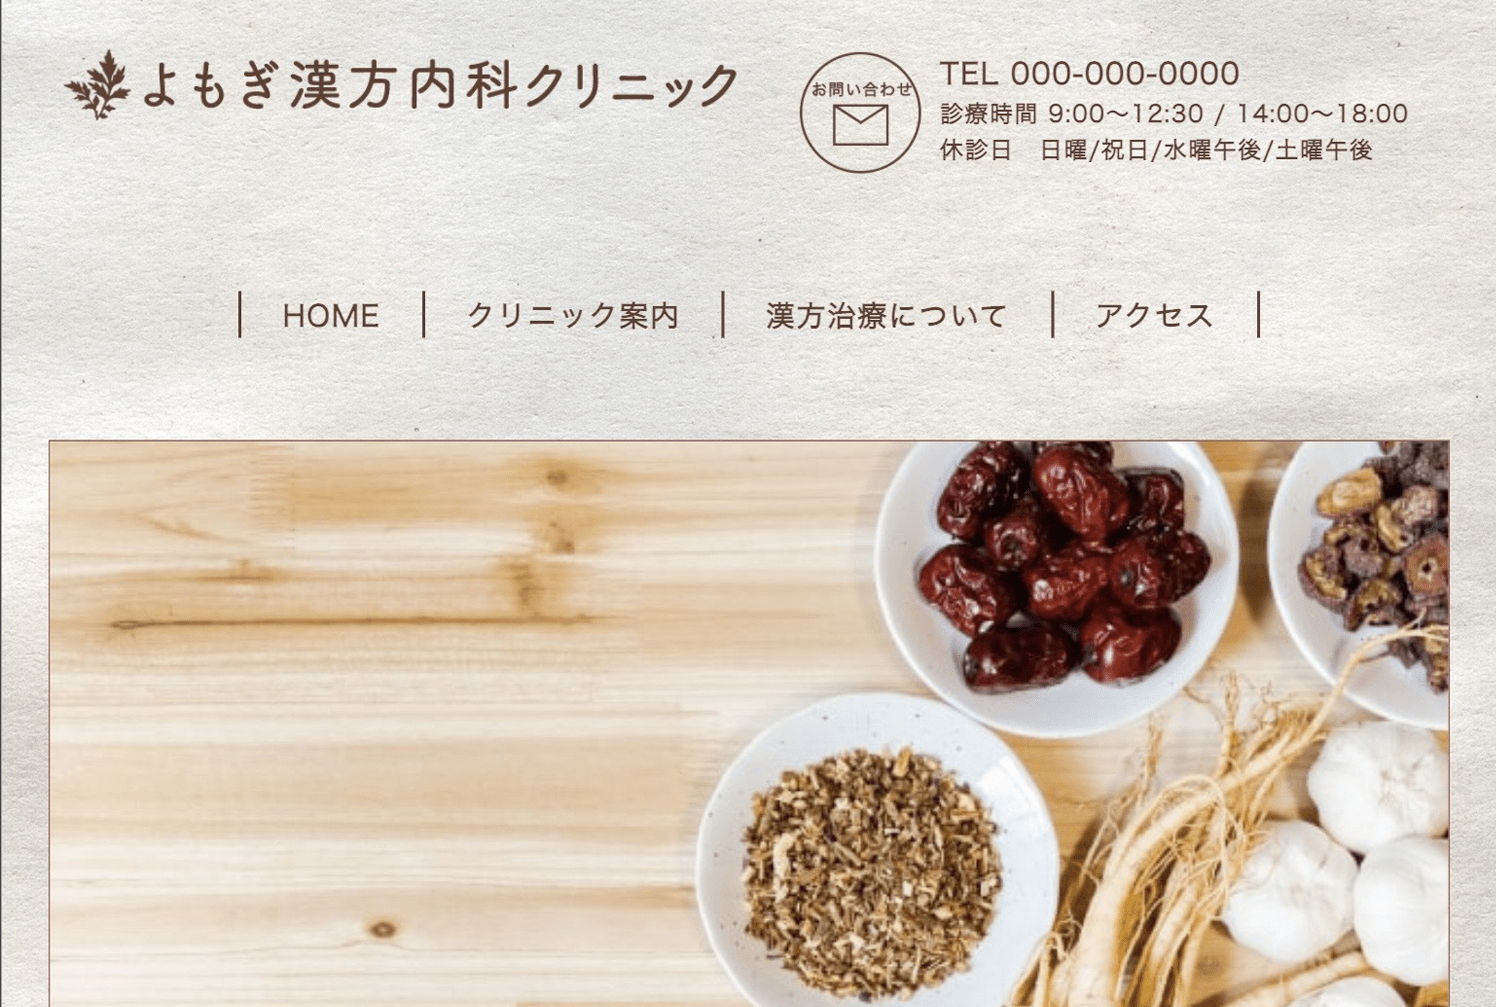 よもぎ漢方内科クリニック
お問い合わせ
TEL 000-000-0000
診療時間 9:00〜12:30 / 14:00〜18:00
休診日　日曜/祝日/水曜午後/土曜午後
HOME
クリニック案内
漢方治療について
アクセス